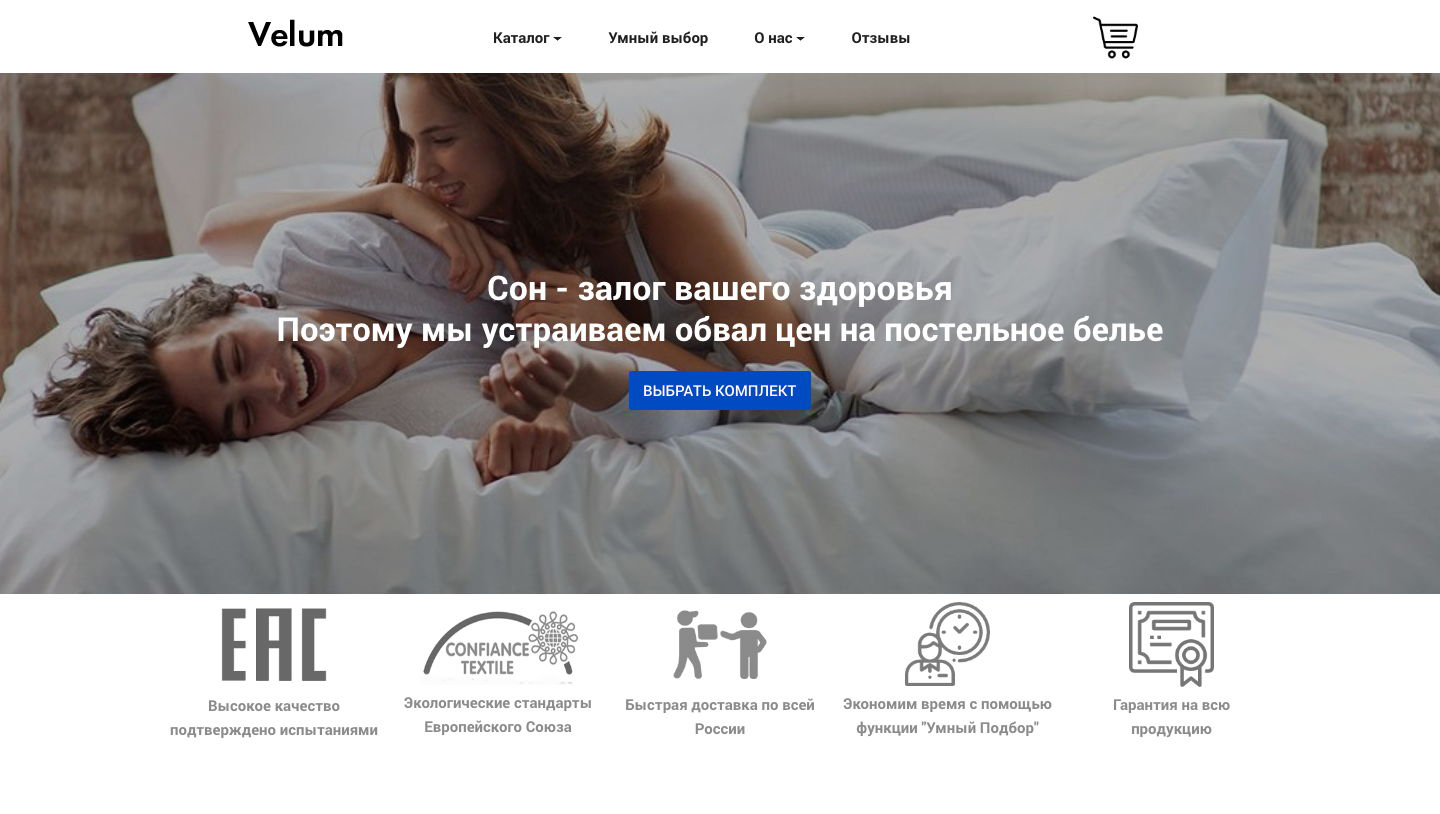 Velum
Каталог
Умный выбор
О нас
Отзывы
Сон - залог вашего здоровья
Поэтому мы устраиваем обвал цен на постельное белье
ВЫБРАТЬ КОМПЛЕКТ
EAC
CONFIANCE
TEXTILE
Высокое качество
подтверждено испытаниями
Экологические стандарты
Европейского Союза
Быстрая доставка по всей
России
Экономим время с помощью
функции "Умный Подбор"
Гарантия на всю
продукцию